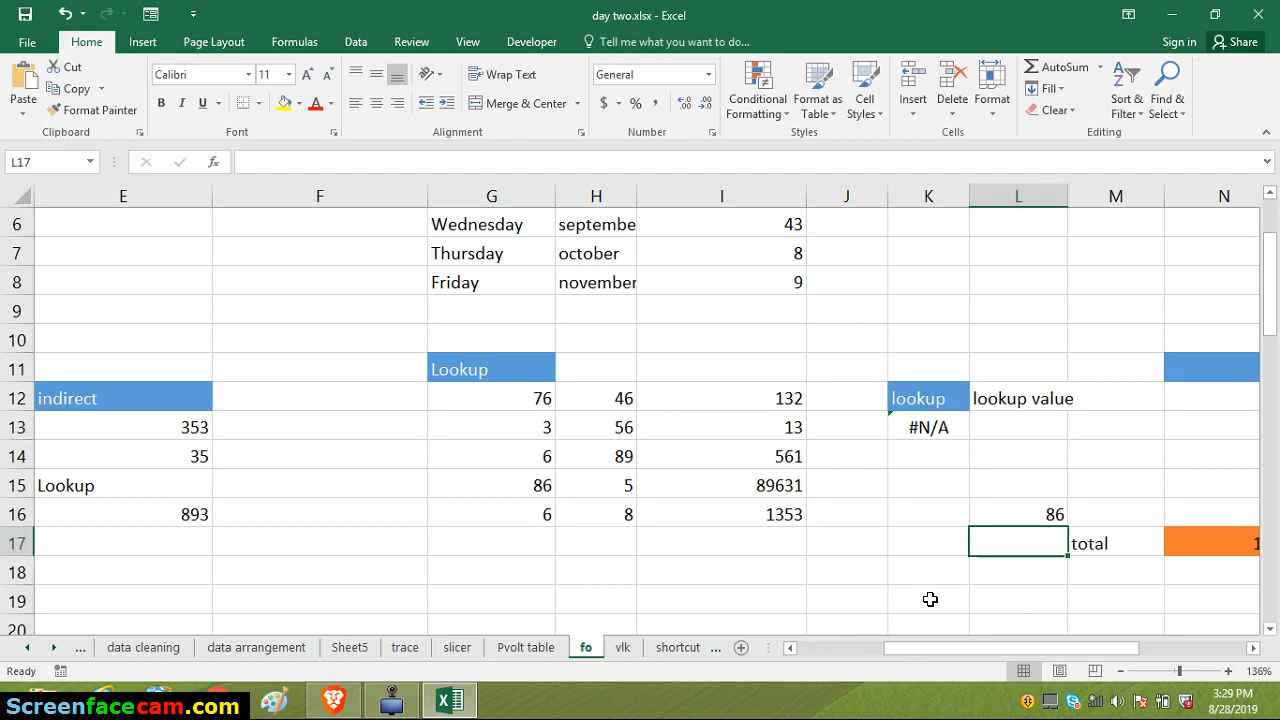 day two.xlsx - Excel
File Home Insert Page Layout Formulas Data Review View Developer Tell me what you want to do... Sign in Share
Paste Cut Copy Format Painter
Calibri 11
B I U A
Wrap Text
Merge & Center
General
$ %
Conditional Formatting
Format as Table
Cell Styles
Insert Delete Format
AutoSum
Fill
Clear
Sort & Filter
Find & Select
Clipboard Font Alignment Number Styles Cells Editing
L17 fx
E F G H I J K L M N
6 Wednesday septembe 43
7 Thursday october 8
8 Friday november 9
9
10
11 Lookup
12 indirect 76 46 132 lookup lookup value
13 353 3 56 13 #N/A
14 35 6 89 561
15 Lookup 86 5 89631
16 893 6 8 1353 86
17 total 1
18
19
20
... data cleaning data arrangement Sheet5 trace slicer Pvolt table fo vlk shortcut ...
Ready 136%
Screenfacecam.com
3:29 PM
8/28/2019